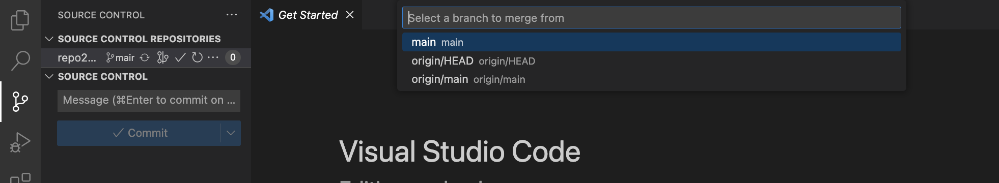 SOURCE CONTROL
SOURCE CONTROL REPOSITORIES
repo2... mair 0
SOURCE CONTROL
Message (⌘Enter to commit on ...
Commit
Get Started
Select a branch to merge from
main main
origin/HEAD origin/HEAD
origin/main origin/main
Visual Studio Code